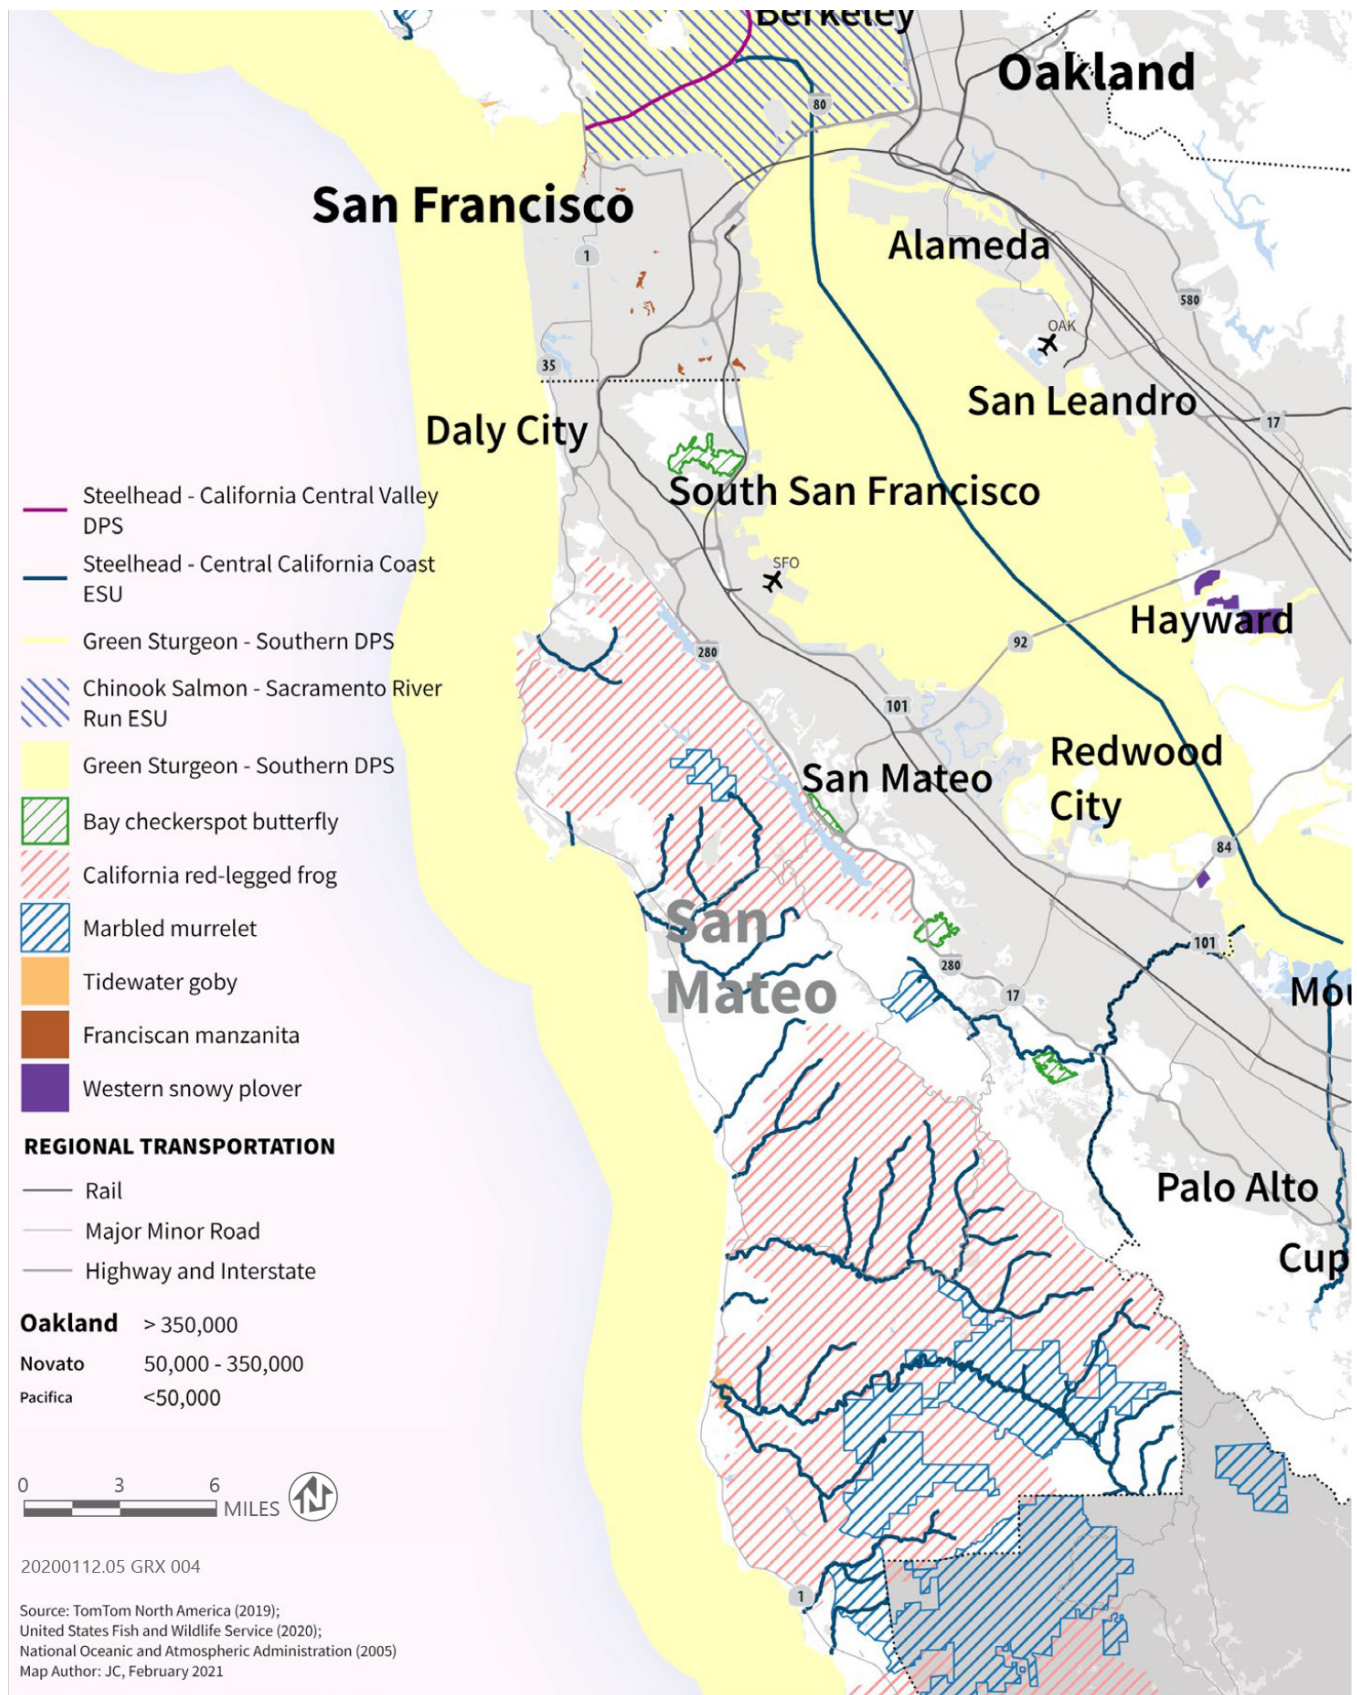 Berkeley
Oakland
80
San Francisco
Alameda
1
580
OAK
35
San Leandro
17
Daly City
South San Francisco
SFO
Hayward
92
280
101
Redwood
City
San Mateo
84
San
Mateo
101
280
17
Mou
Palo Alto
Cup
1
Steelhead - California Central Valley
DPS
Steelhead - Central California Coast
ESU
Green Sturgeon - Southern DPS
Chinook Salmon - Sacramento River
Run ESU
Green Sturgeon - Southern DPS
Bay checkerspot butterfly
California red-legged frog
Marbled murrelet
Tidewater goby
Franciscan manzanita
Western snowy plover
REGIONAL TRANSPORTATION
Rail
Major Minor Road
Highway and Interstate
Oakland > 350,000
Novato 50,000 - 350,000
Pacifica <50,000
0 3 6
MILES N
20200112.05 GRX 004
Source: TomTom North America (2019);
United States Fish and Wildlife Service (2020);
National Oceanic and Atmospheric Administration (2005)
Map Author: JC, February 2021